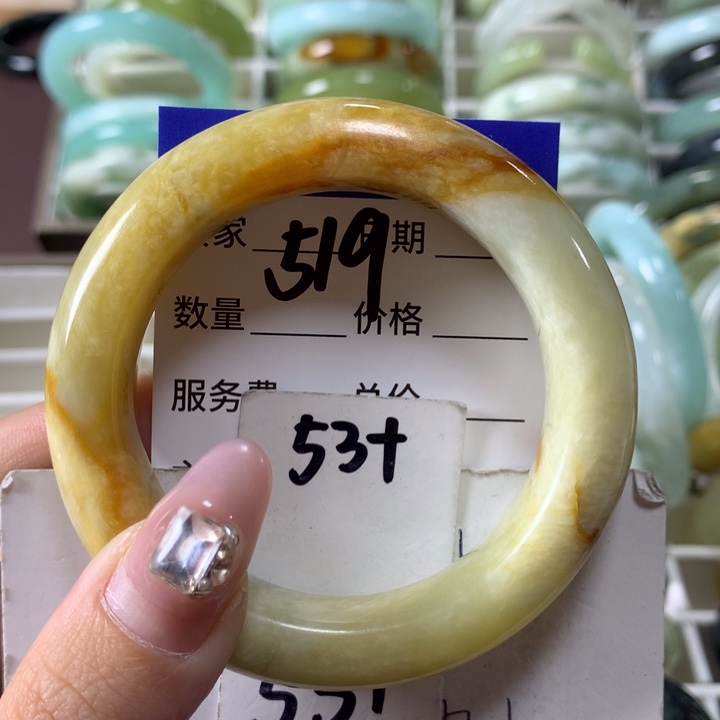 家 期
519
数量 价格
服务费 总价
53+